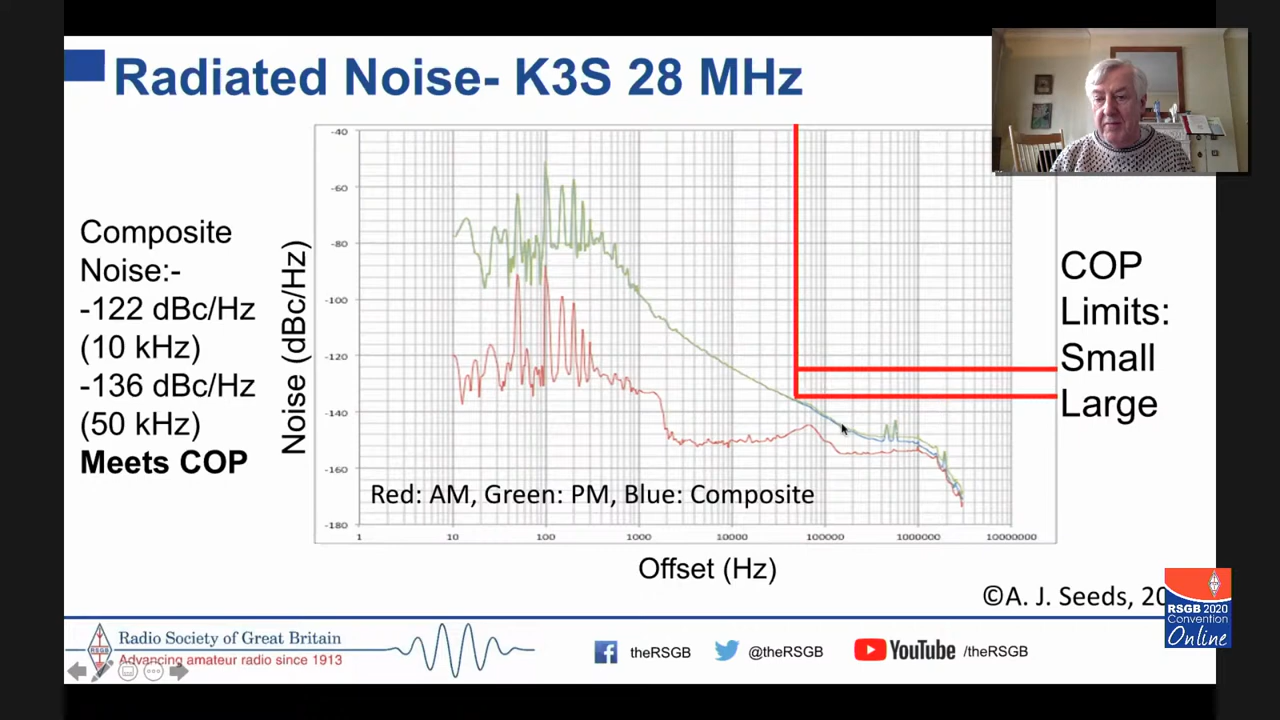 Radiated Noise- K3S 28 MHz
Composite
Noise:-
-122 dBc/Hz
(10 kHz)
-136 dBc/Hz
(50 kHz)
Meets COP
Noise (dBc/Hz)
-40
-60
-80
-100
-120
-140
-160
-180
Red: AM, Green: PM, Blue: Composite
1 10 100 1000 10000 100000 1000000 10000000
Offset (Hz)
COP
Limits:
Small
Large
©A. J. Seeds, 20
RSGB 2020
Convention
Online
RSGB
Radio Society of Great Britain
Advancing amateur radio since 1913
theRSGB
@theRSGB
YouTube /theRSGB